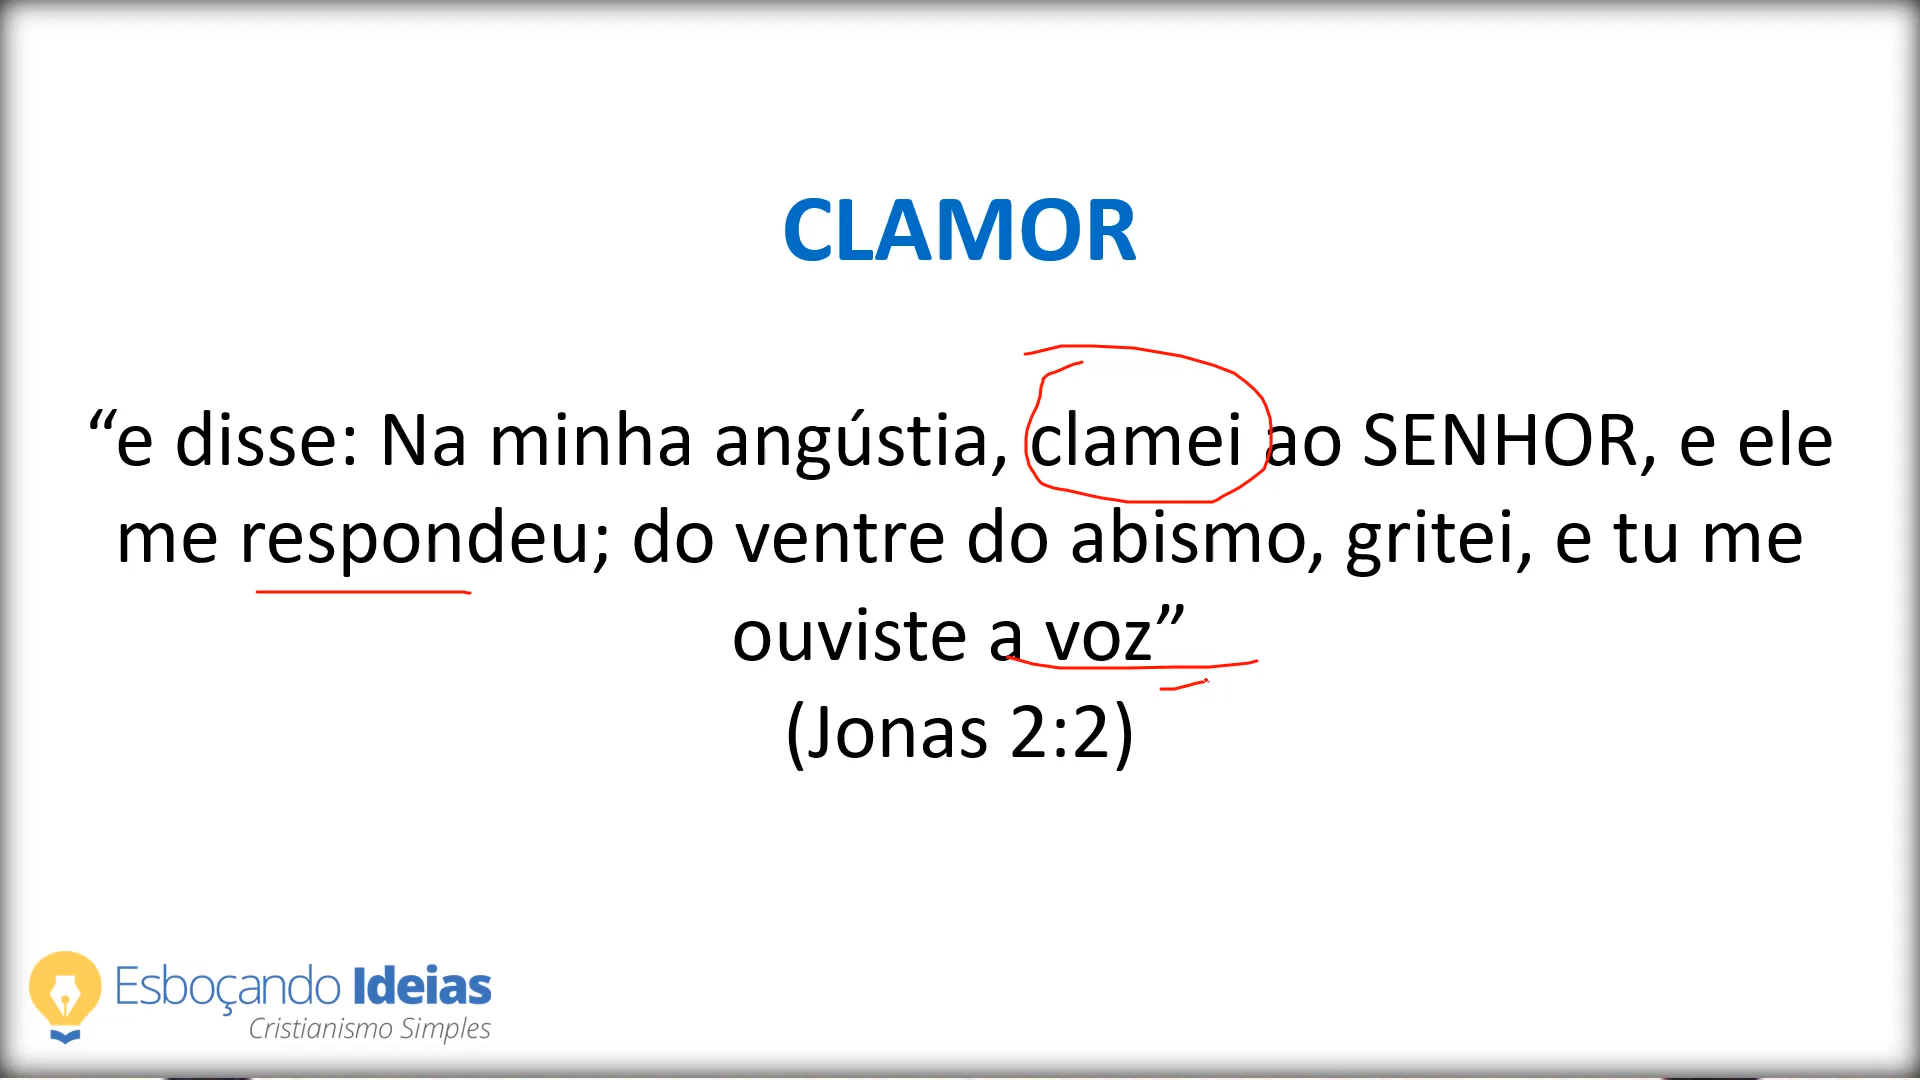 CLAMOR
“e disse: Na minha angústia, clamei ao SENHOR, e ele
me respondeu; do ventre do abismo, gritei, e tu me
ouviste a voz”
(Jonas 2:2)
Esboçando Ideias
Cristianismo Simples